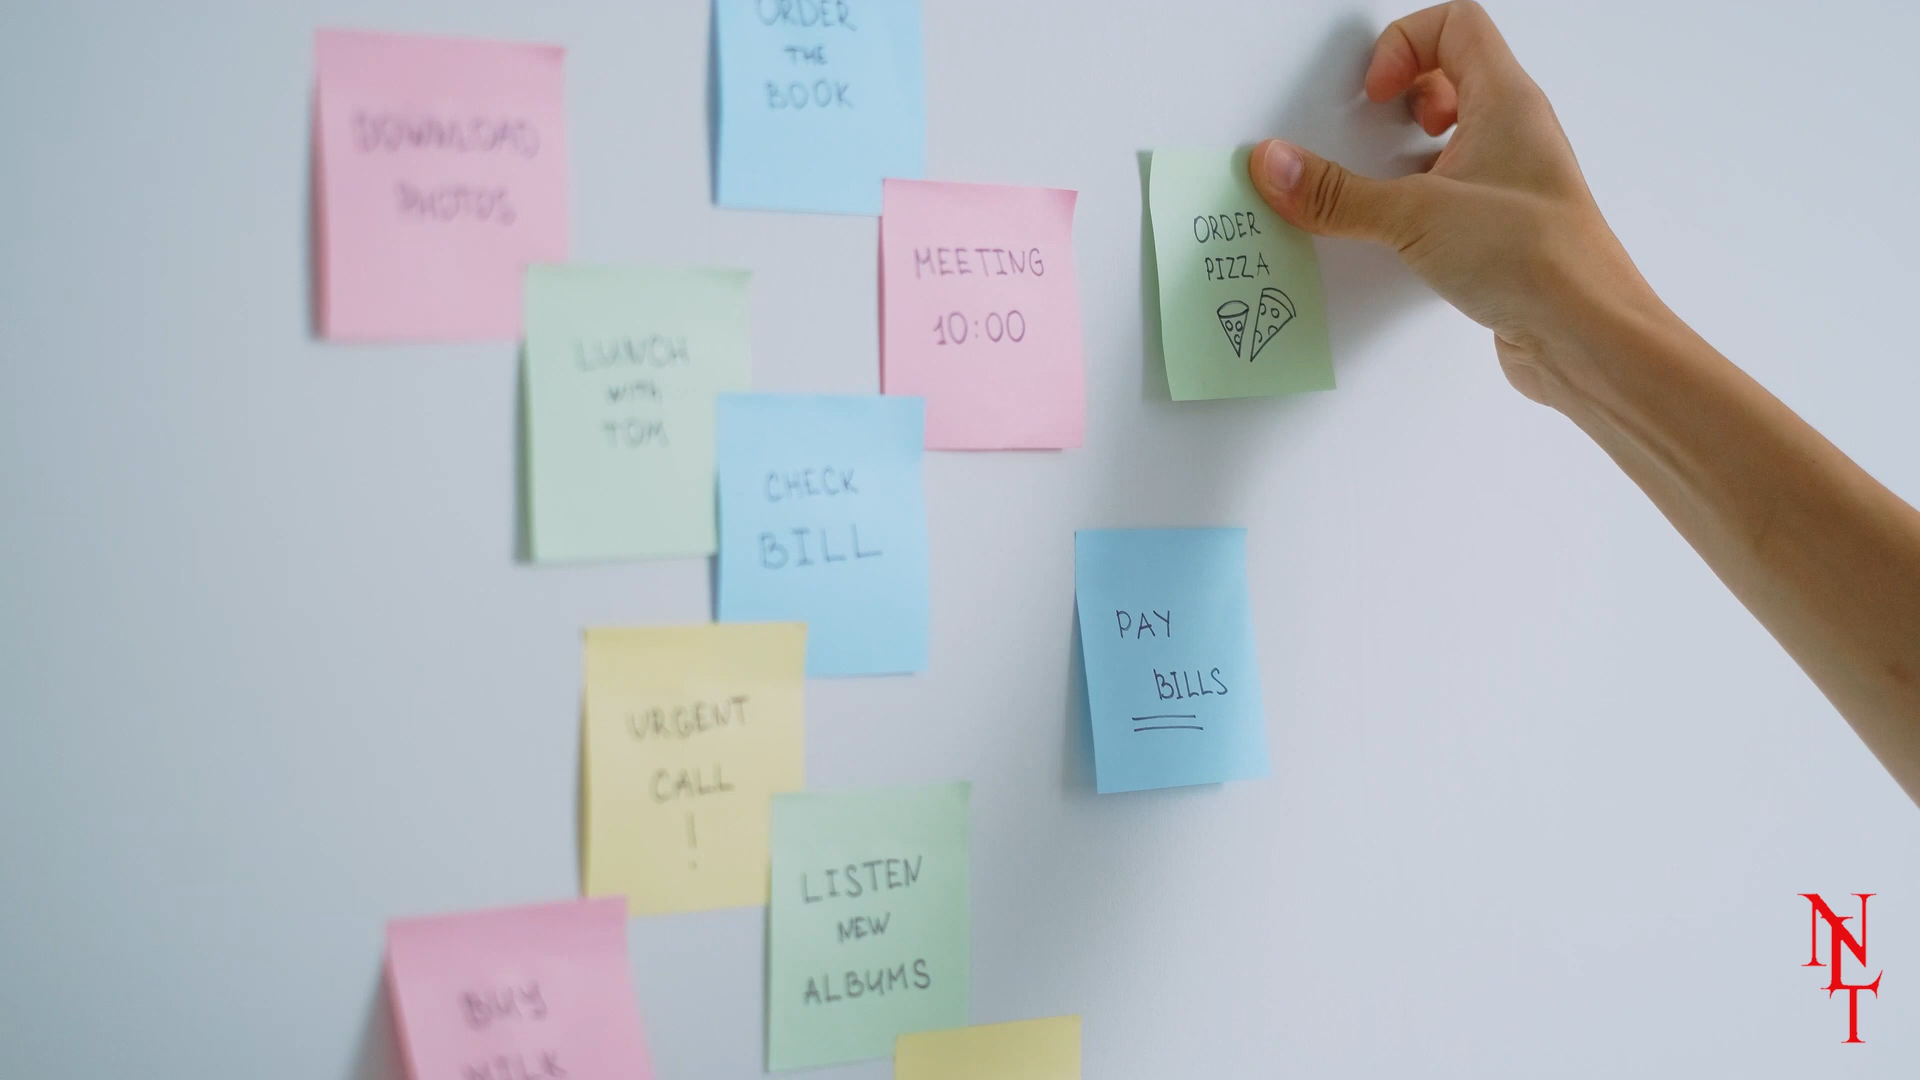 DOWNLOAD
PHOTOS
ORDER
THE
BOOK
MEETING
10:00
ORDER
PIZZA
LUNCH
WITH
TOM
CHECK
BILL
PAY
BILLS
URGENT
CALL
!
LISTEN
NEW
ALBUMS
BUY
MILK
NLT